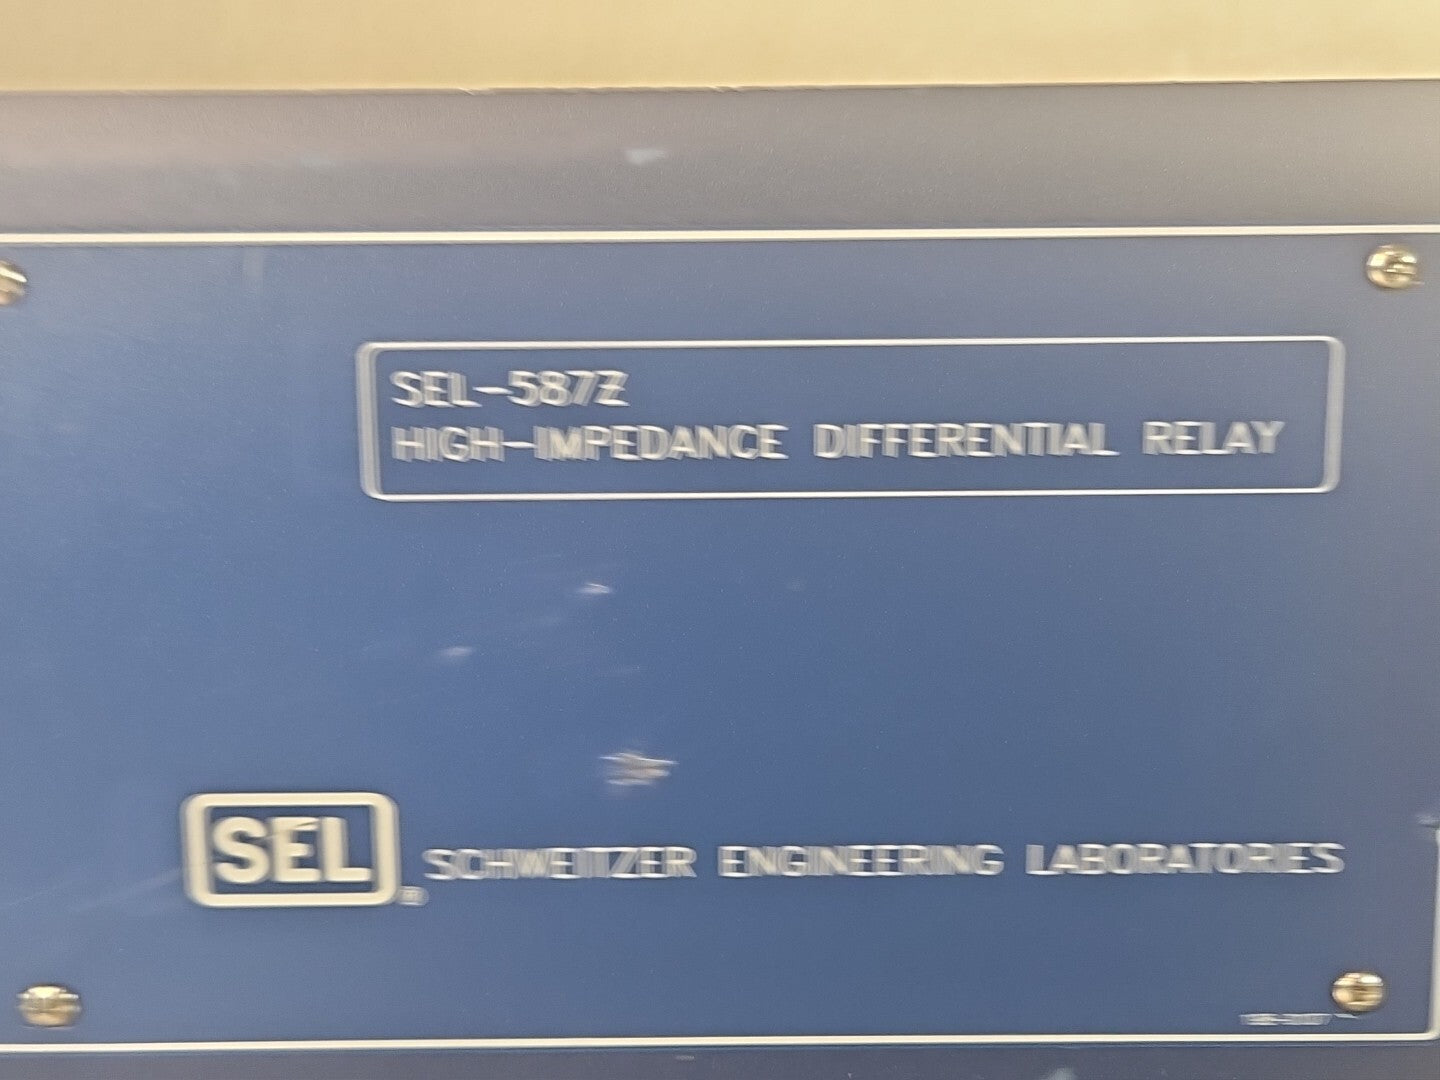 SEL-587Z
HIGH-IMPEDANCE DIFFERENTIAL RELAY
SEL® SCHWEITZER ENGINEERING LABORATORIES